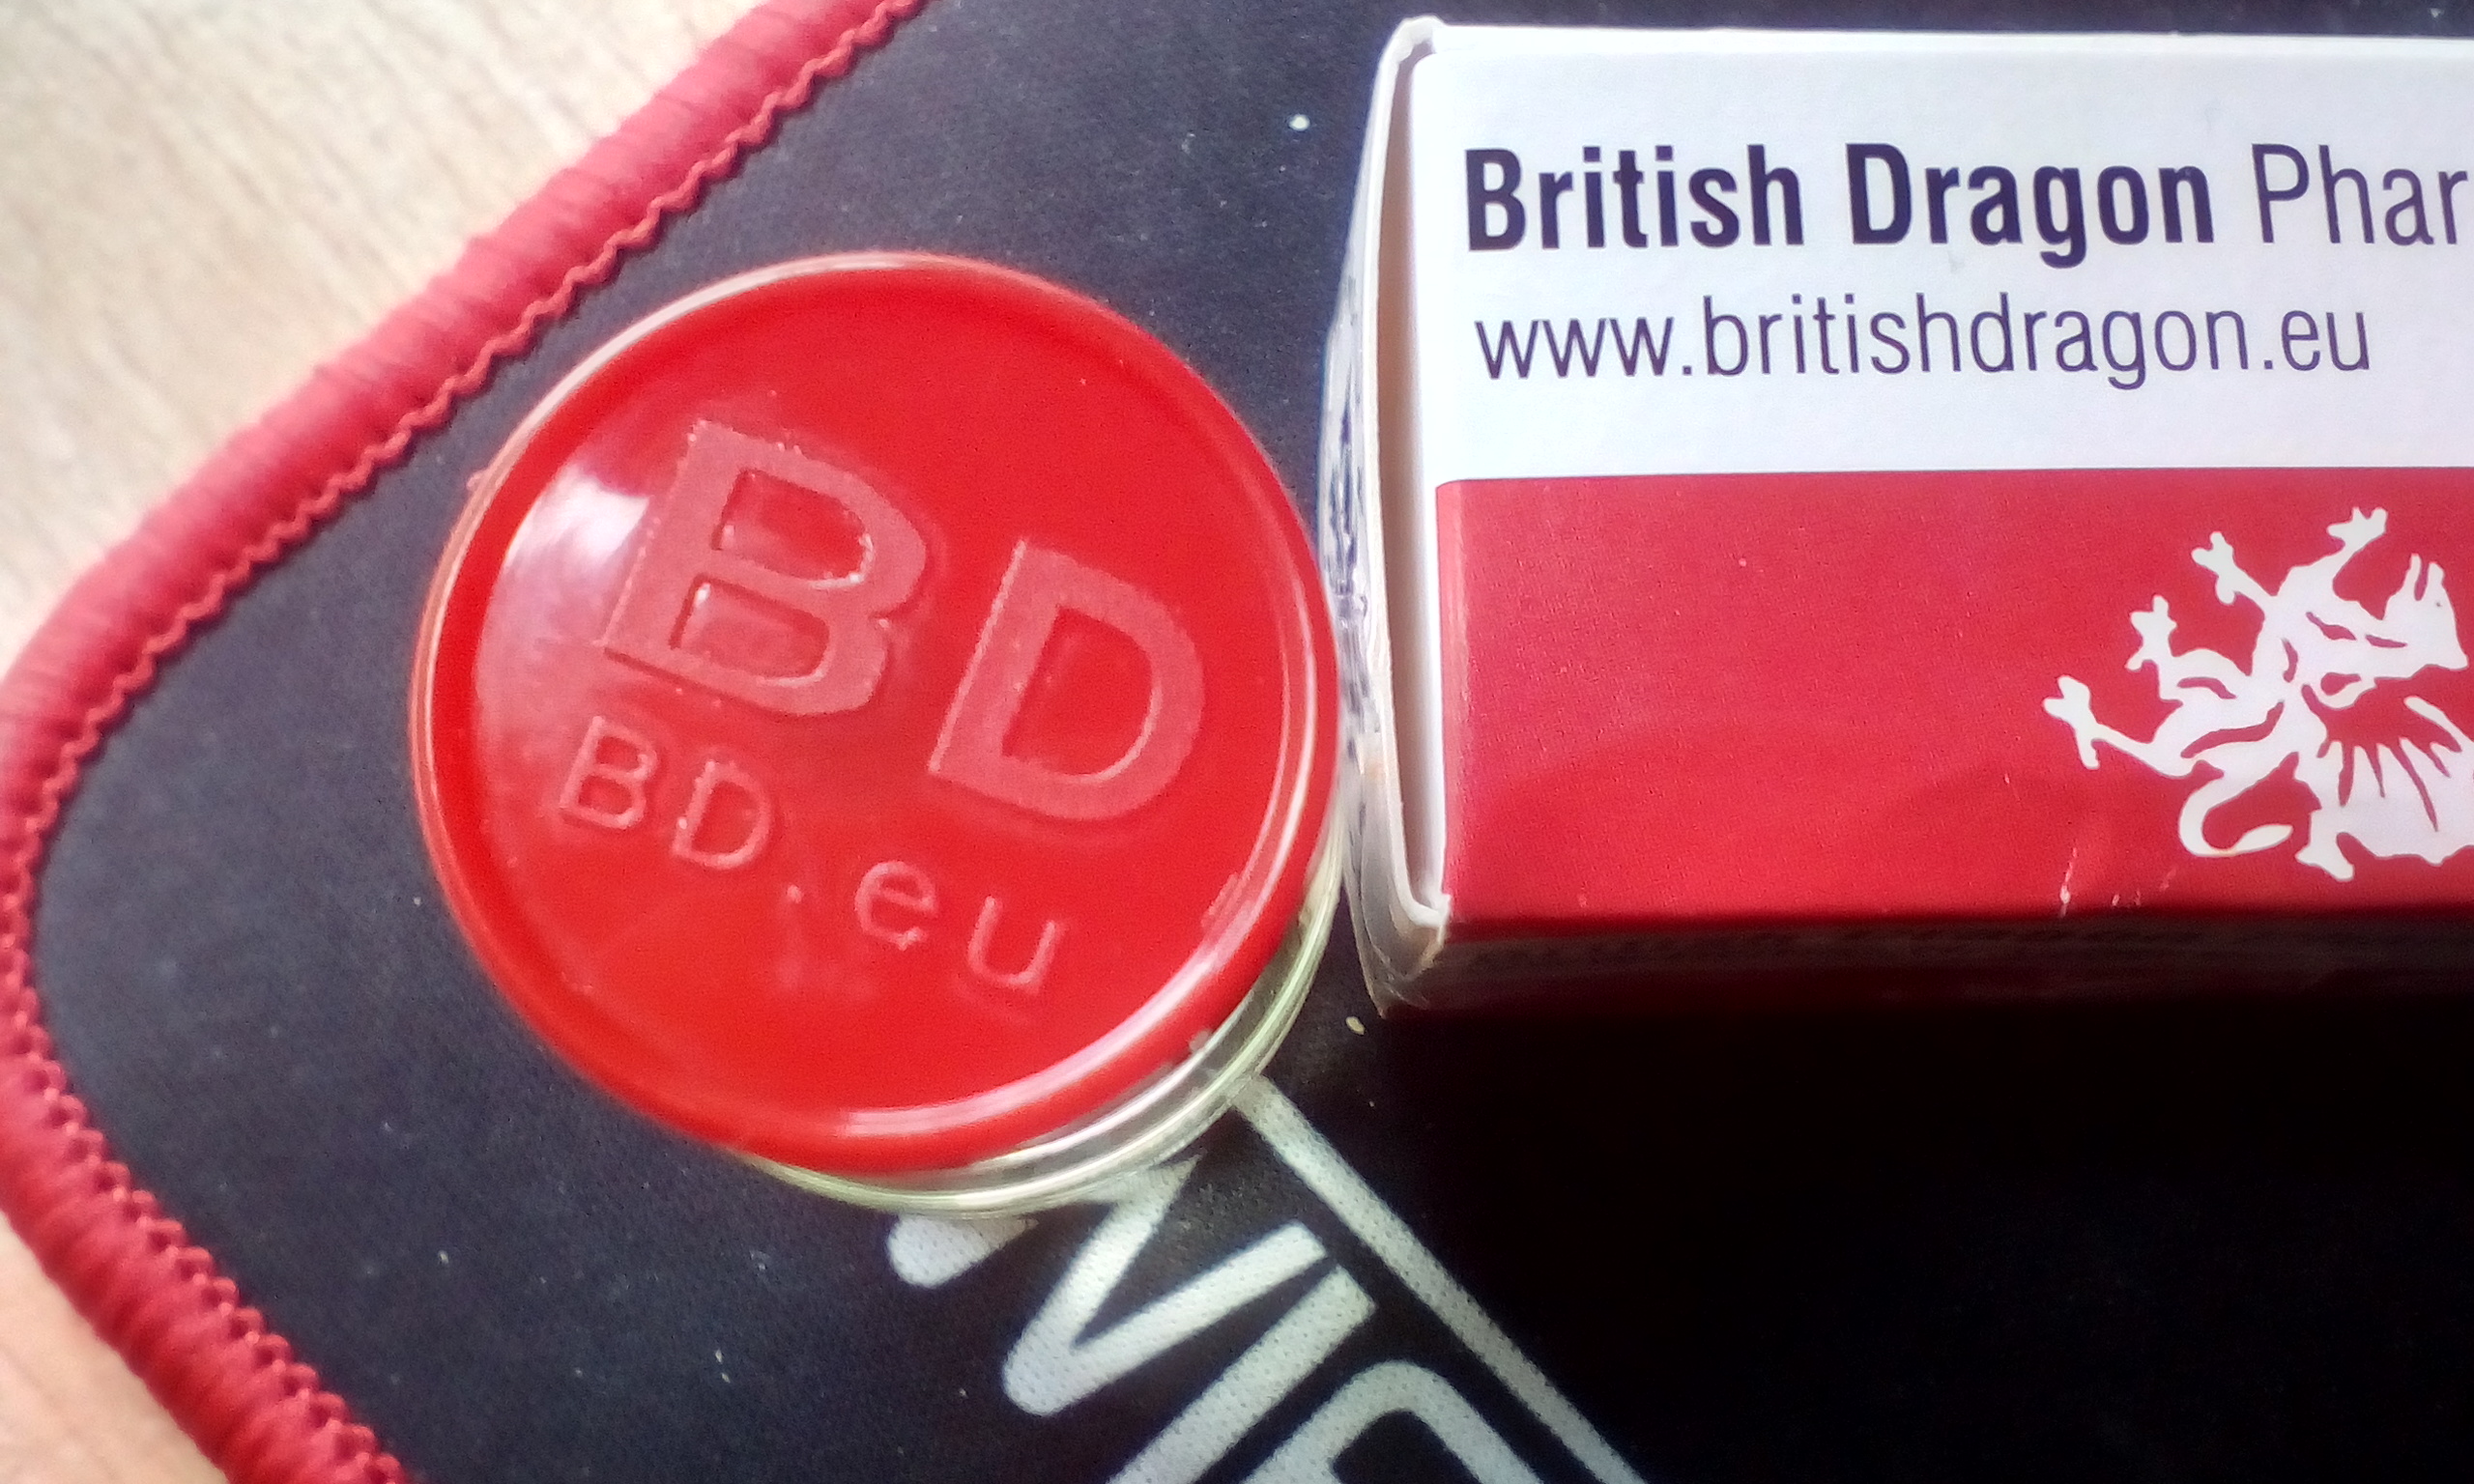 British Dragon Phar
www.britishdragon.eu
BD
BD.eu